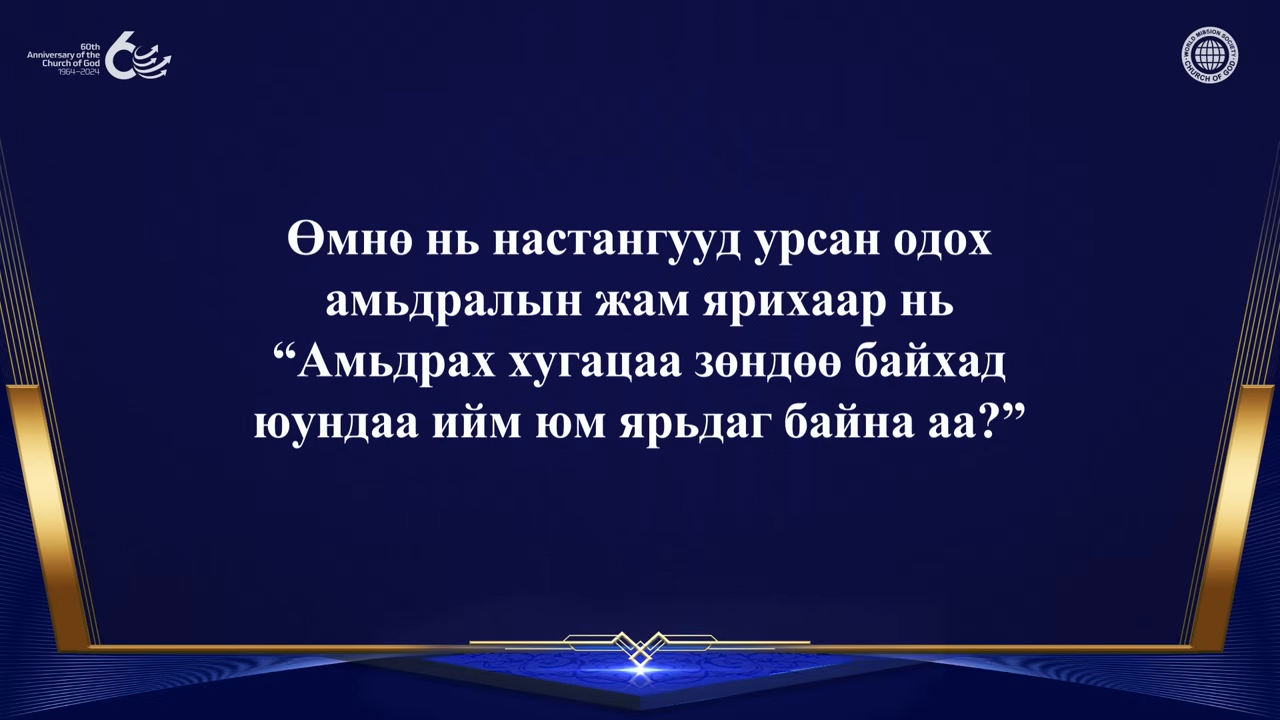 60th
Anniversary of the
Church of God
1964–2024
60
WORLD MISSION SOCIETY
CHURCH OF GOD
Өмнө нь настангууд урсан одох
амьдралын жам ярихаар нь
“Амьдрах хугацаа зөндөө байхад
юундаа ийм юм ярьдаг байна аа?”